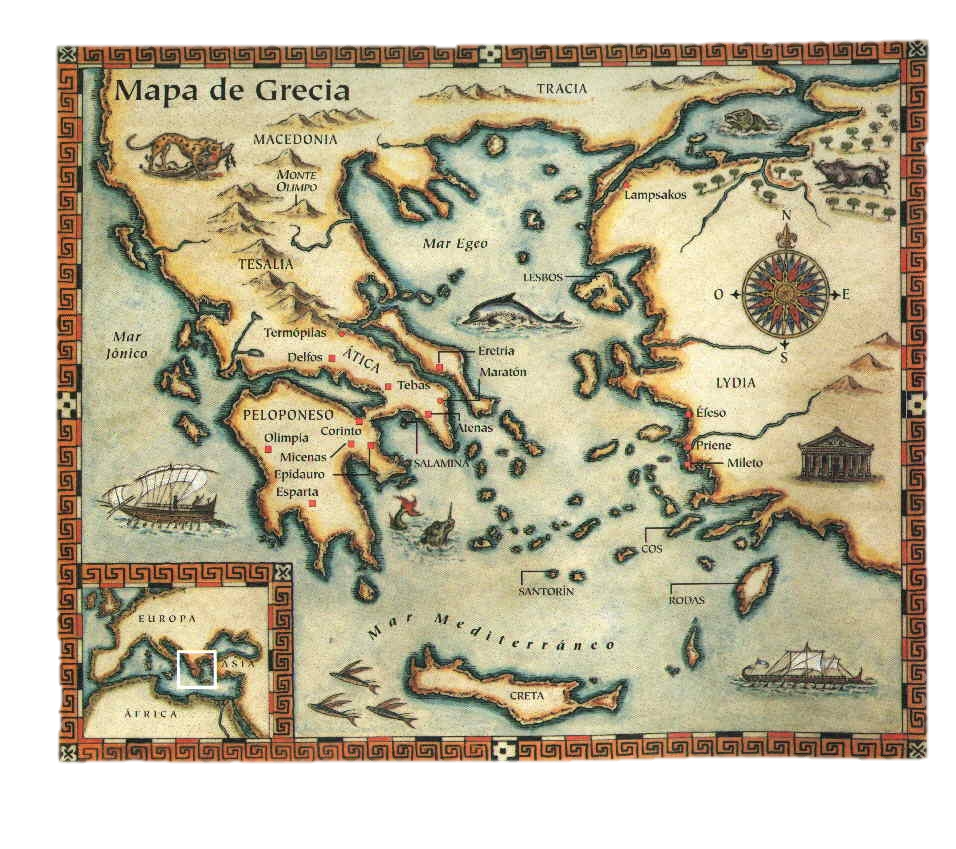 Mapa de Grecia
TRACIA
MACEDONIA
MONTE
OLIMPO
Lampsakos
N
Mar Egeo
TESALIA
LESBOS
O
E
S
Mar
Jónico
Termópilas
ÁTICA
Delfos
Eretria
Maratón
Tebas
LYDIA
PELOPONESO
Éfeso
Corinto
Atenas
Olimpia
Micenas
Priene
SALAMINA
Mileto
Epidauro
Esparta
COS
SANTORÍN
RODAS
Mar Mediterráneo
CRETA
EUROPA
ASIA
ÁFRICA